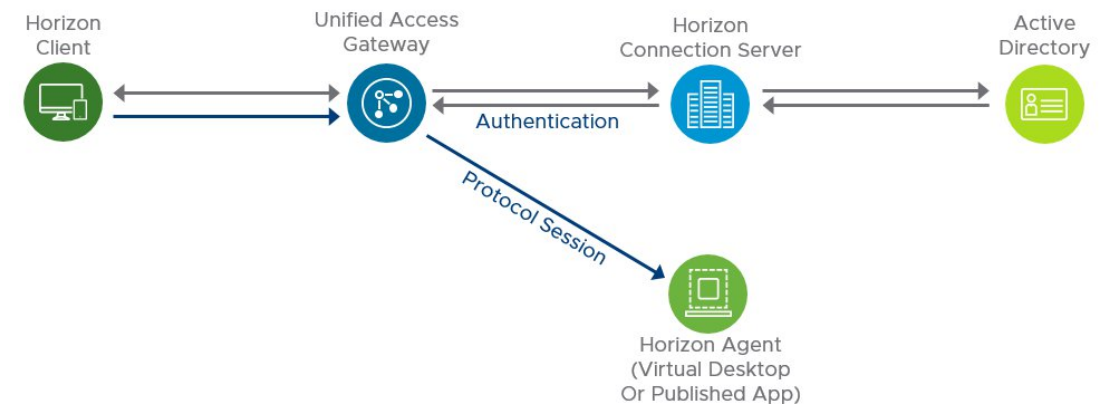 Horizon
Client
Unified Access
Gateway
Horizon
Connection Server
Active
Directory
Authentication
Protocol Session
Horizon Agent
(Virtual Desktop
Or Published App)